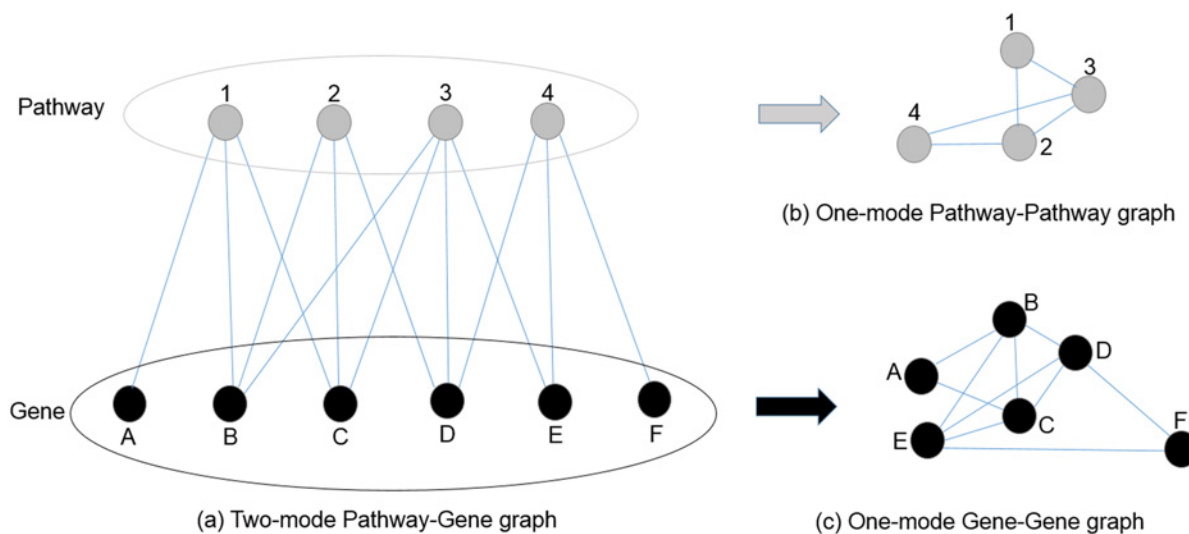 Pathway
1
2
3
4
Gene
A
B
C
D
E
F
(a) Two-mode Pathway-Gene graph
1
3
4
2
(b) One-mode Pathway-Pathway graph
B
D
A
C
E
F
(c) One-mode Gene-Gene graph